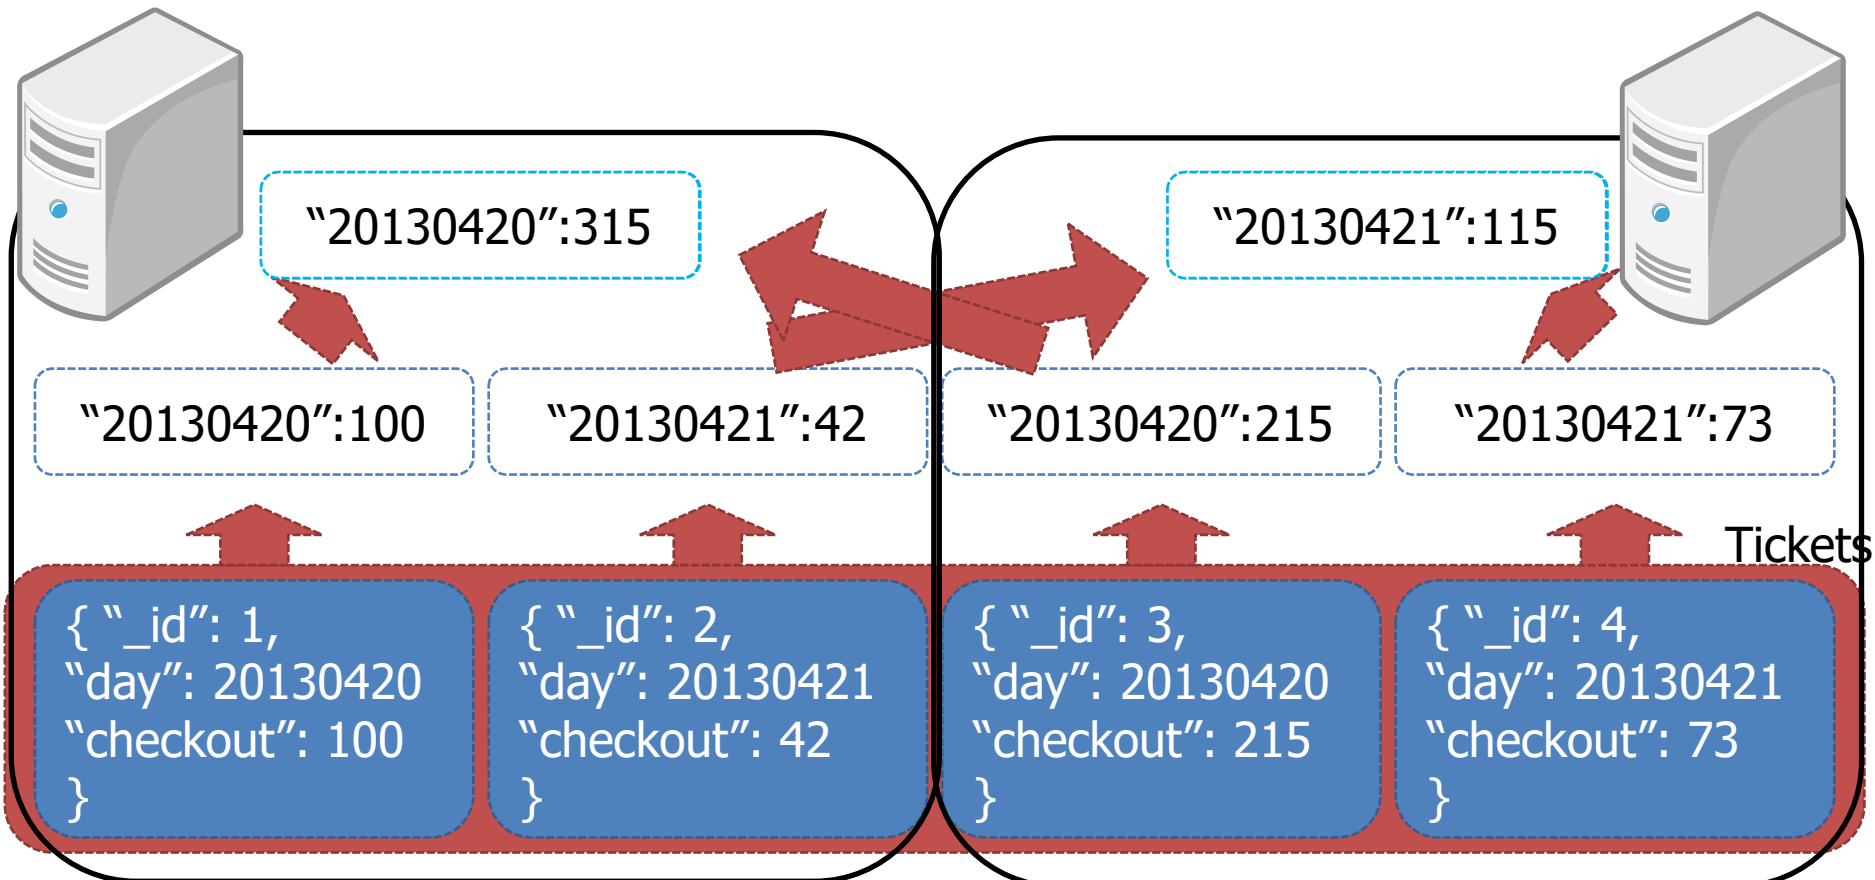 “20130420”:315
“20130421”:115
“20130420”:100
“20130421”:42
“20130420”:215
“20130421”:73
Tickets
{ “_id”: 1,
“day”: 20130420
“checkout”: 100
}
{ “_id”: 2,
“day”: 20130421
“checkout”: 42
}
{ “_id”: 3,
“day”: 20130420
“checkout”: 215
}
{ “_id”: 4,
“day”: 20130421
“checkout”: 73
}